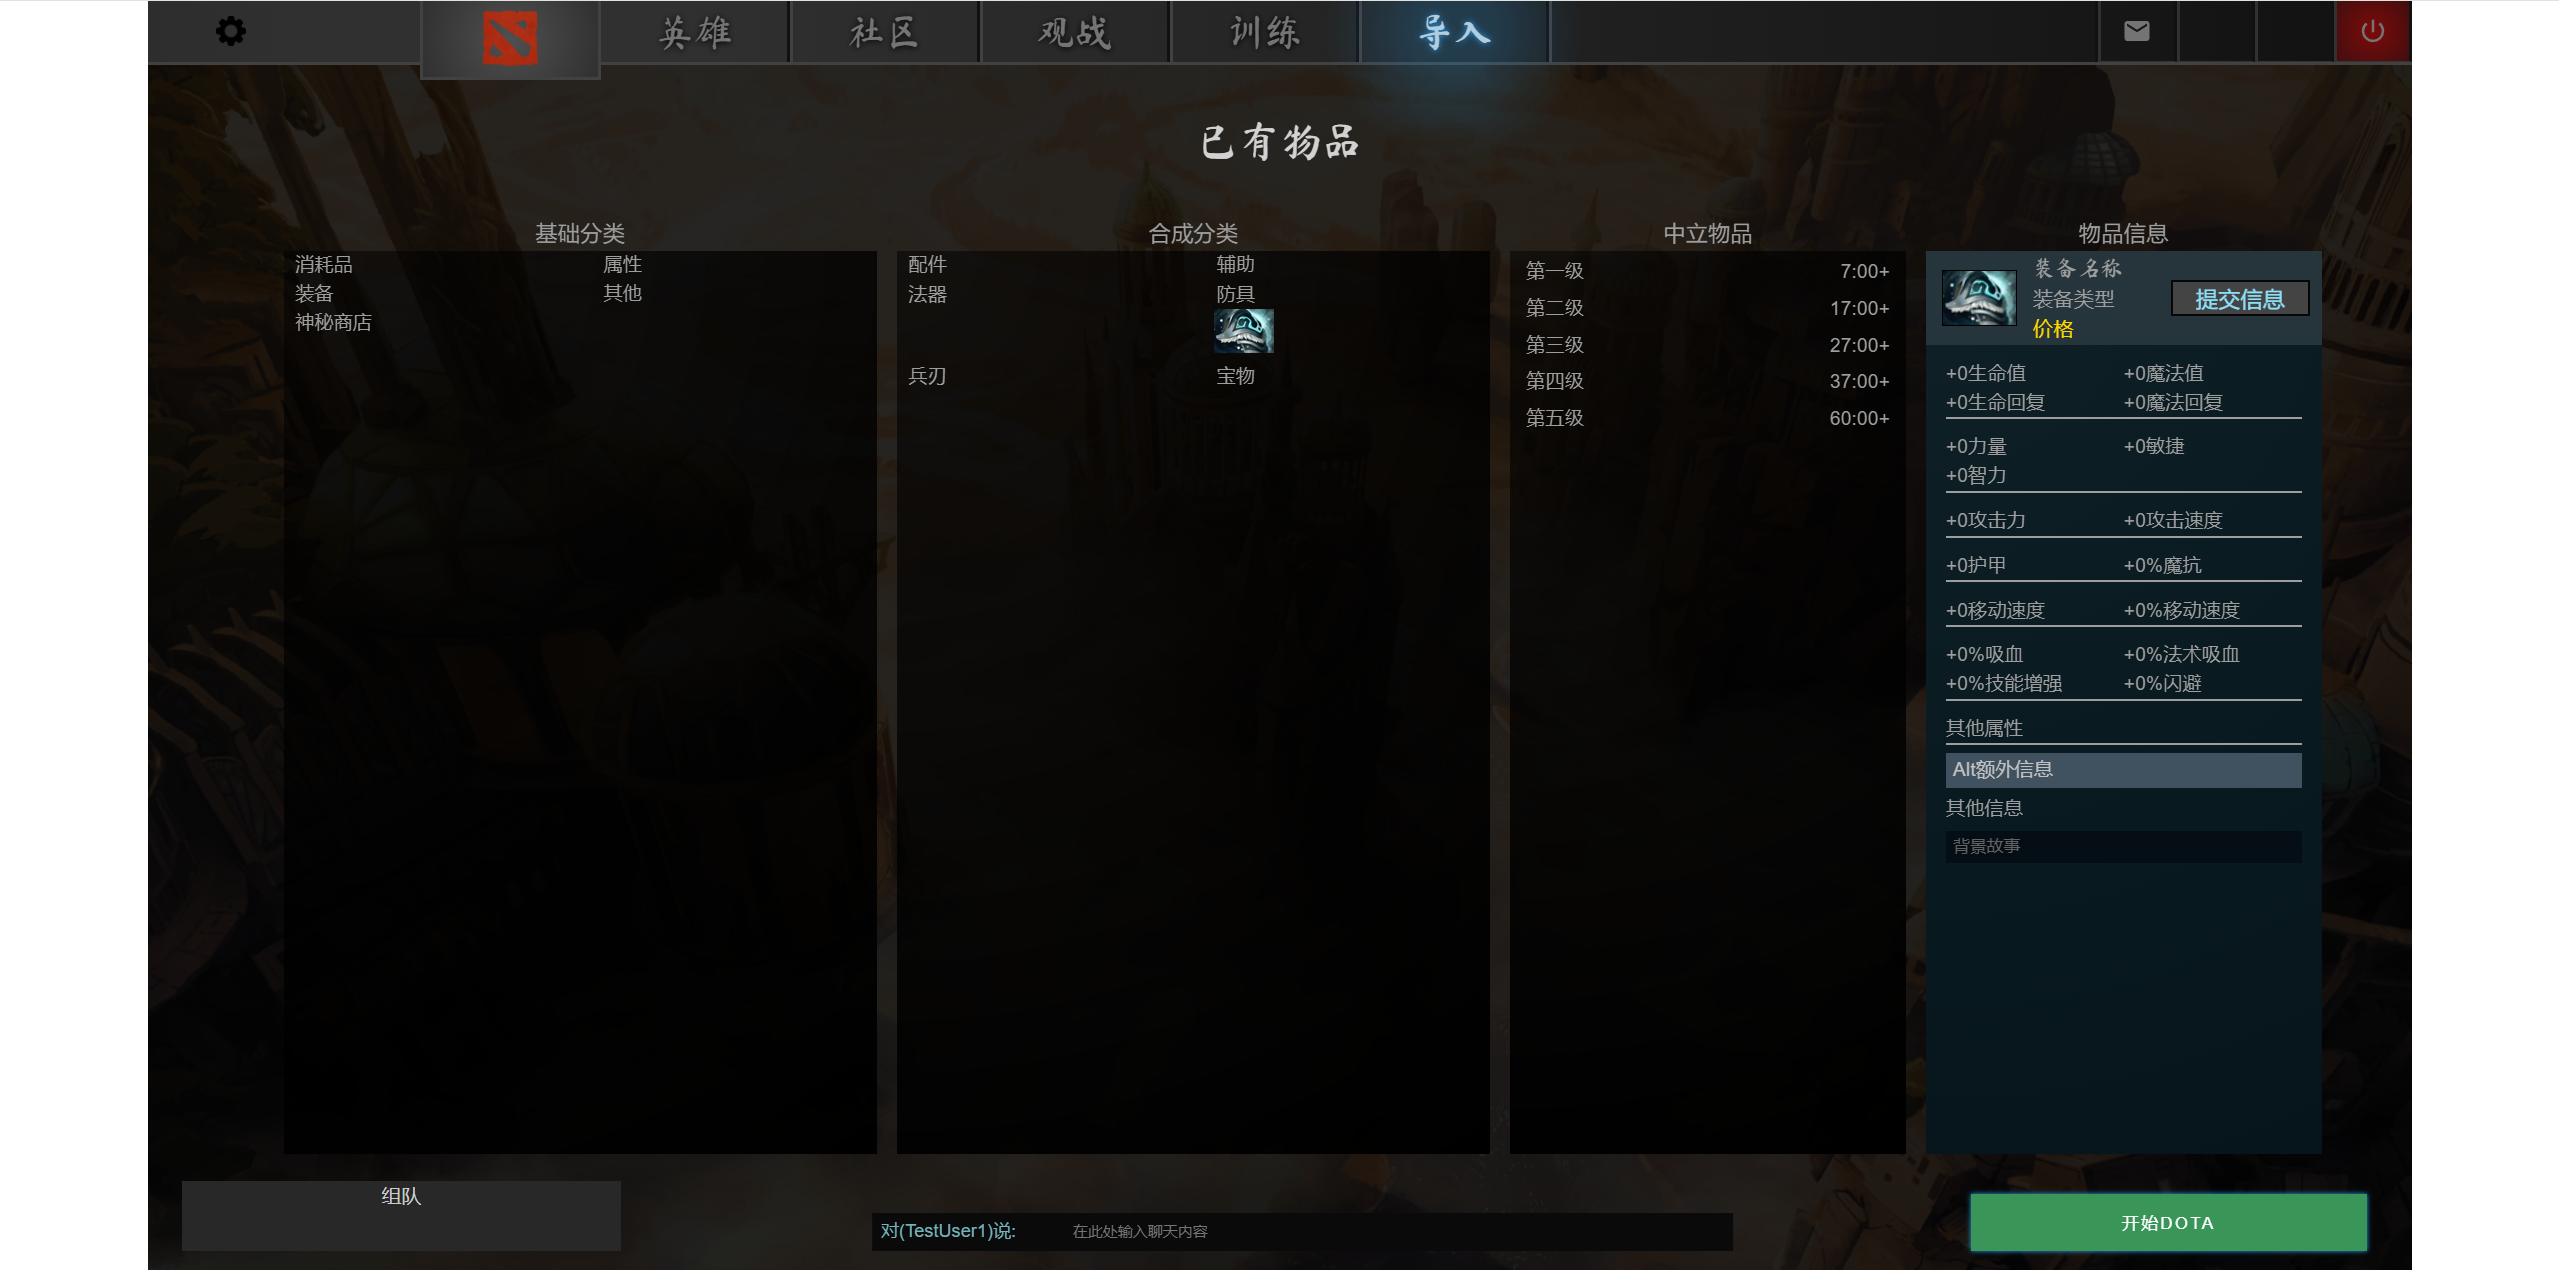 英雄
社区
观战
训练
导入
已有物品
基础分类
消耗品
属性
装备
其他
神秘商店
合成分类
配件
辅助
法器
防具
兵刃
宝物
中立物品
第一级 7:00+
第二级 17:00+
第三级 27:00+
第四级 37:00+
第五级 60:00+
物品信息
装备名称
装备类型
价格
提交信息
+0生命值 +0魔法值
+0生命回复 +0魔法回复
+0力量 +0敏捷
+0智力
+0攻击力 +0攻击速度
+0护甲 +0%魔抗
+0移动速度 +0%移动速度
+0%吸血 +0%法术吸血
+0%技能增强 +0%闪避
其他属性
Alt额外信息
其他信息
背景故事
组队
对(TestUser1)说: 在此处输入聊天内容
开始DOTA